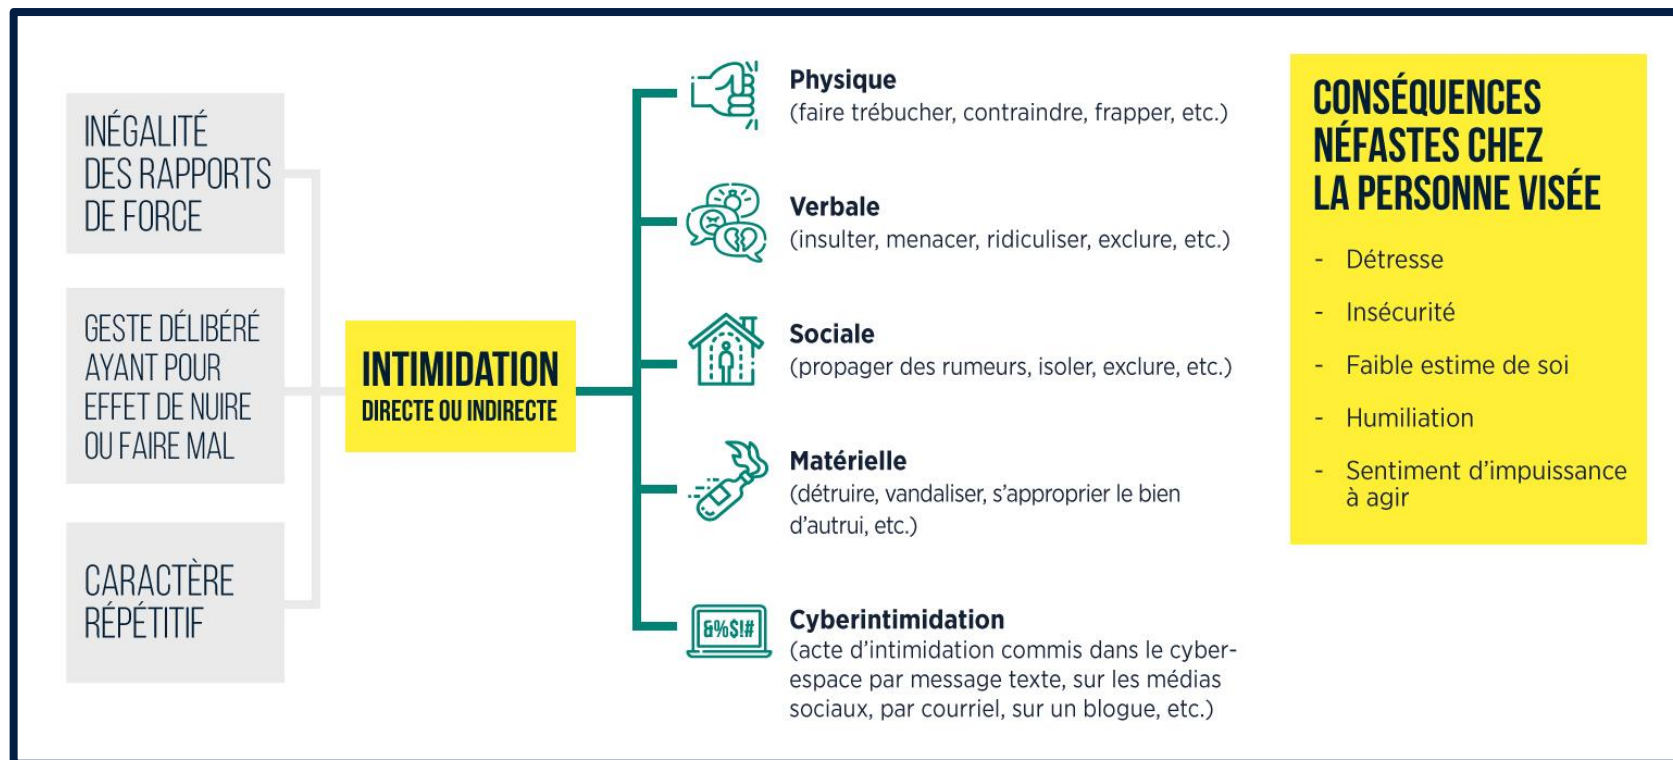 INÉGALITÉ
DES RAPPORTS
DE FORCE
GESTE DÉLIBÉRÉ
AYANT POUR
EFFET DE NUIRE
OU FAIRE MAL
CARACTÈRE
RÉPÉTITIF
INTIMIDATION
DIRECTE OU INDIRECTE
Physique
(faire trébucher, contraindre, frapper, etc.)
Verbale
(insulter, menacer, ridiculiser, exclure, etc.)
Sociale
(propager des rumeurs, isoler, exclure, etc.)
Matérielle
(détruire, vandaliser, s’approprier le bien
d’autrui, etc.)
&%$!#
Cyberintimidation
(acte d’intimidation commis dans le cyber-
espace par message texte, sur les médias
sociaux, par courriel, sur un blogue, etc.)
CONSÉQUENCES
NÉFASTES CHEZ
LA PERSONNE VISÉE
- Détresse
- Insécurité
- Faible estime de soi
- Humiliation
- Sentiment d’impuissance
à agir